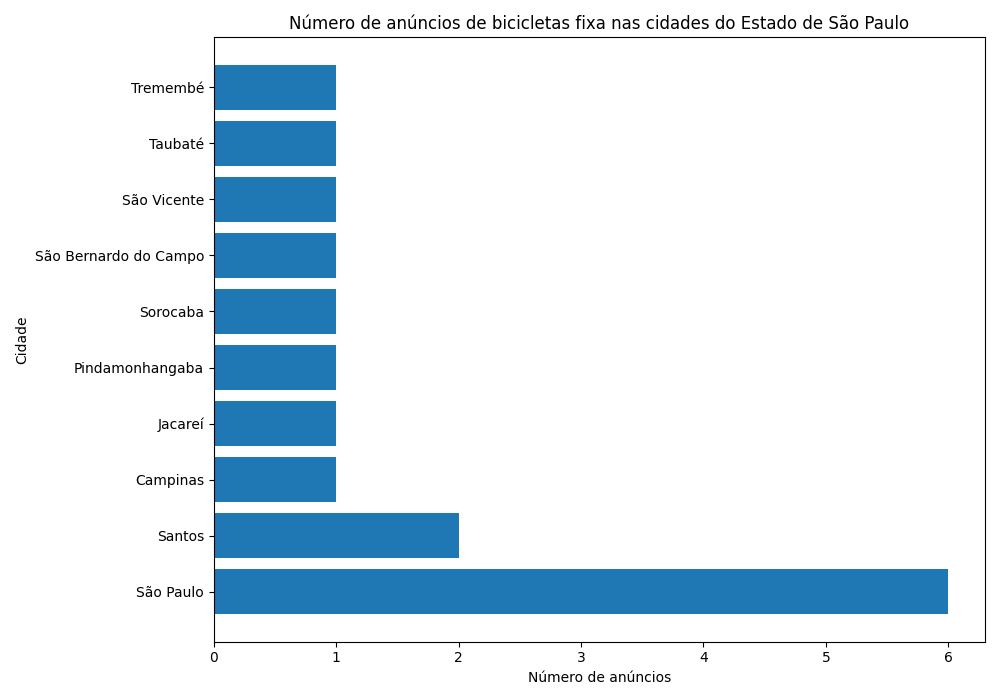 Número de anúncios de bicicletas fixa nas cidades do Estado de São Paulo
Tremembé
Taubaté
São Vicente
São Bernardo do Campo
Sorocaba
Pindamonhangaba
Jacareí
Campinas
Santos
São Paulo
Cidade
0 1 2 3 4 5 6
Número de anúncios